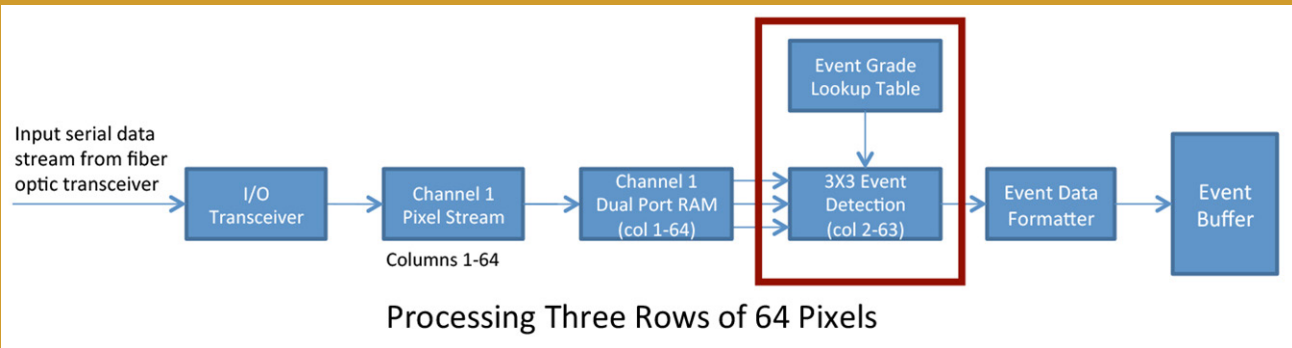 Event Grade
Lookup Table
Input serial data
stream from fiber
optic transceiver
I/O
Transceiver
Channel 1
Pixel Stream
Columns 1-64
Channel 1
Dual Port RAM
(col 1-64)
3X3 Event
Detection
(col 2-63)
Event Data
Formatter
Event
Buffer
Processing Three Rows of 64 Pixels